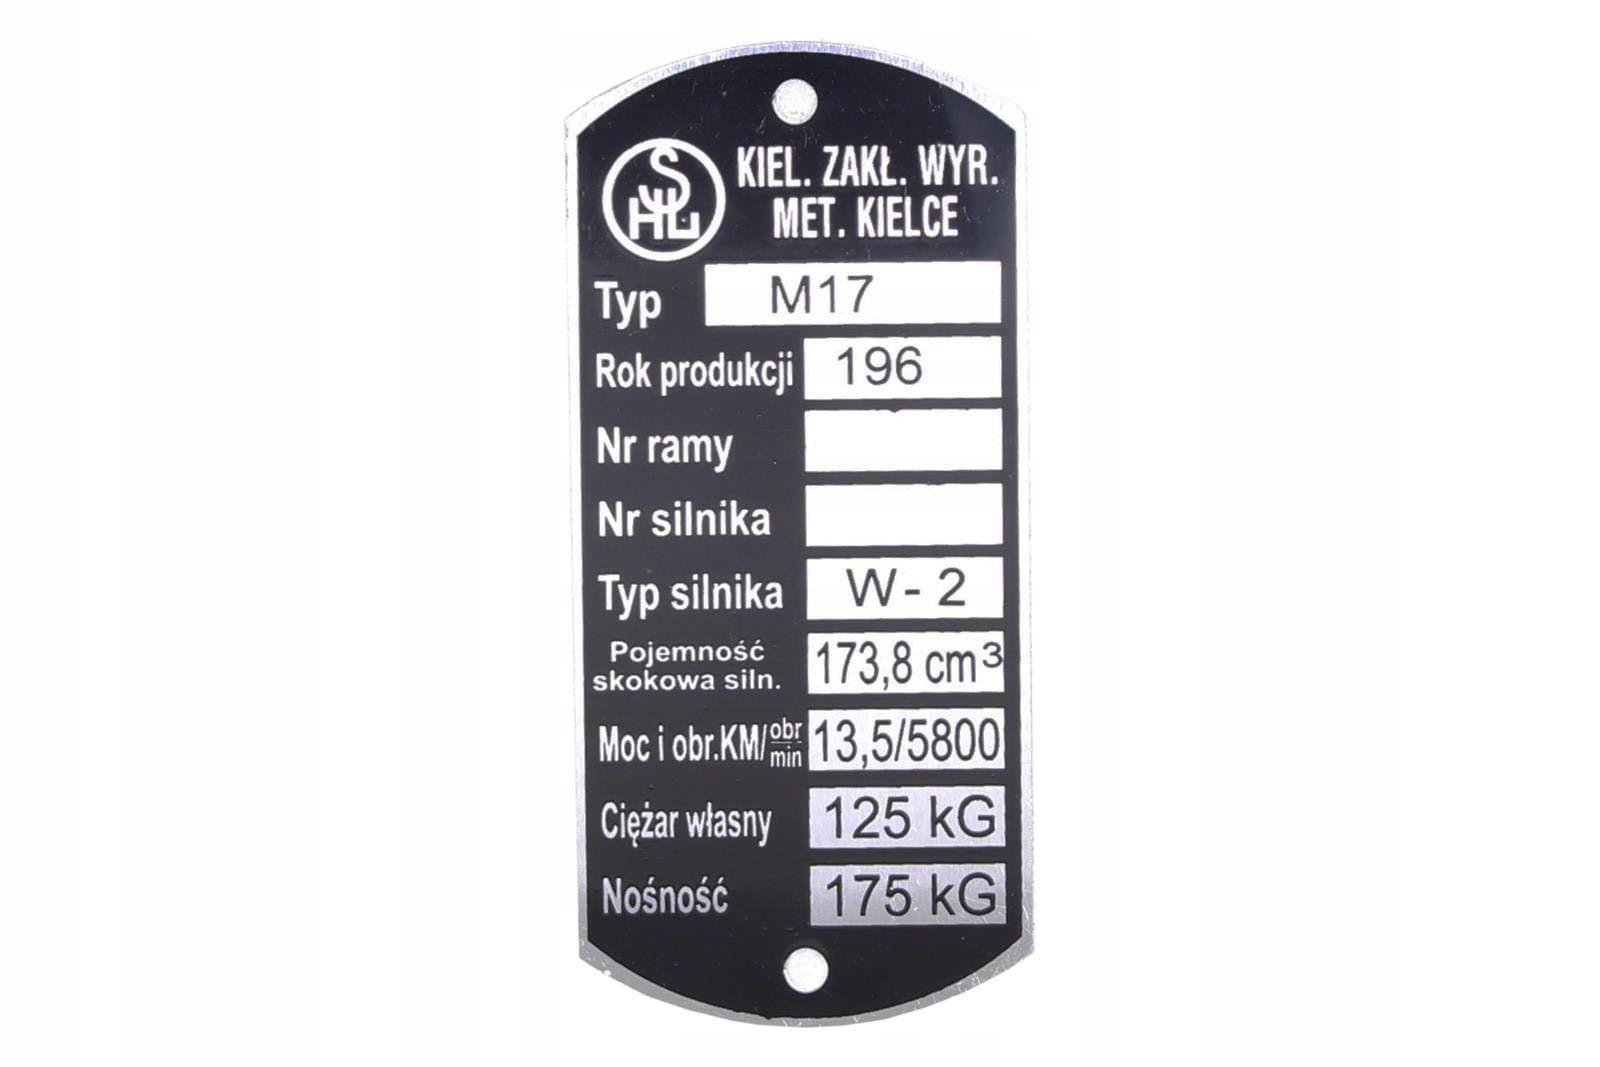 SHL
KIEL. ZAKŁ. WYR.
MET. KIELCE
Typ M17
Rok produkcji 196
Nr ramy
Nr silnika
Typ silnika W-2
Pojemność
skokowa siln. 173,8 cm³
Moc i obr.KM/obr/min 13,5/5800
Ciężar własny 125 kG
Nośność 175 kG